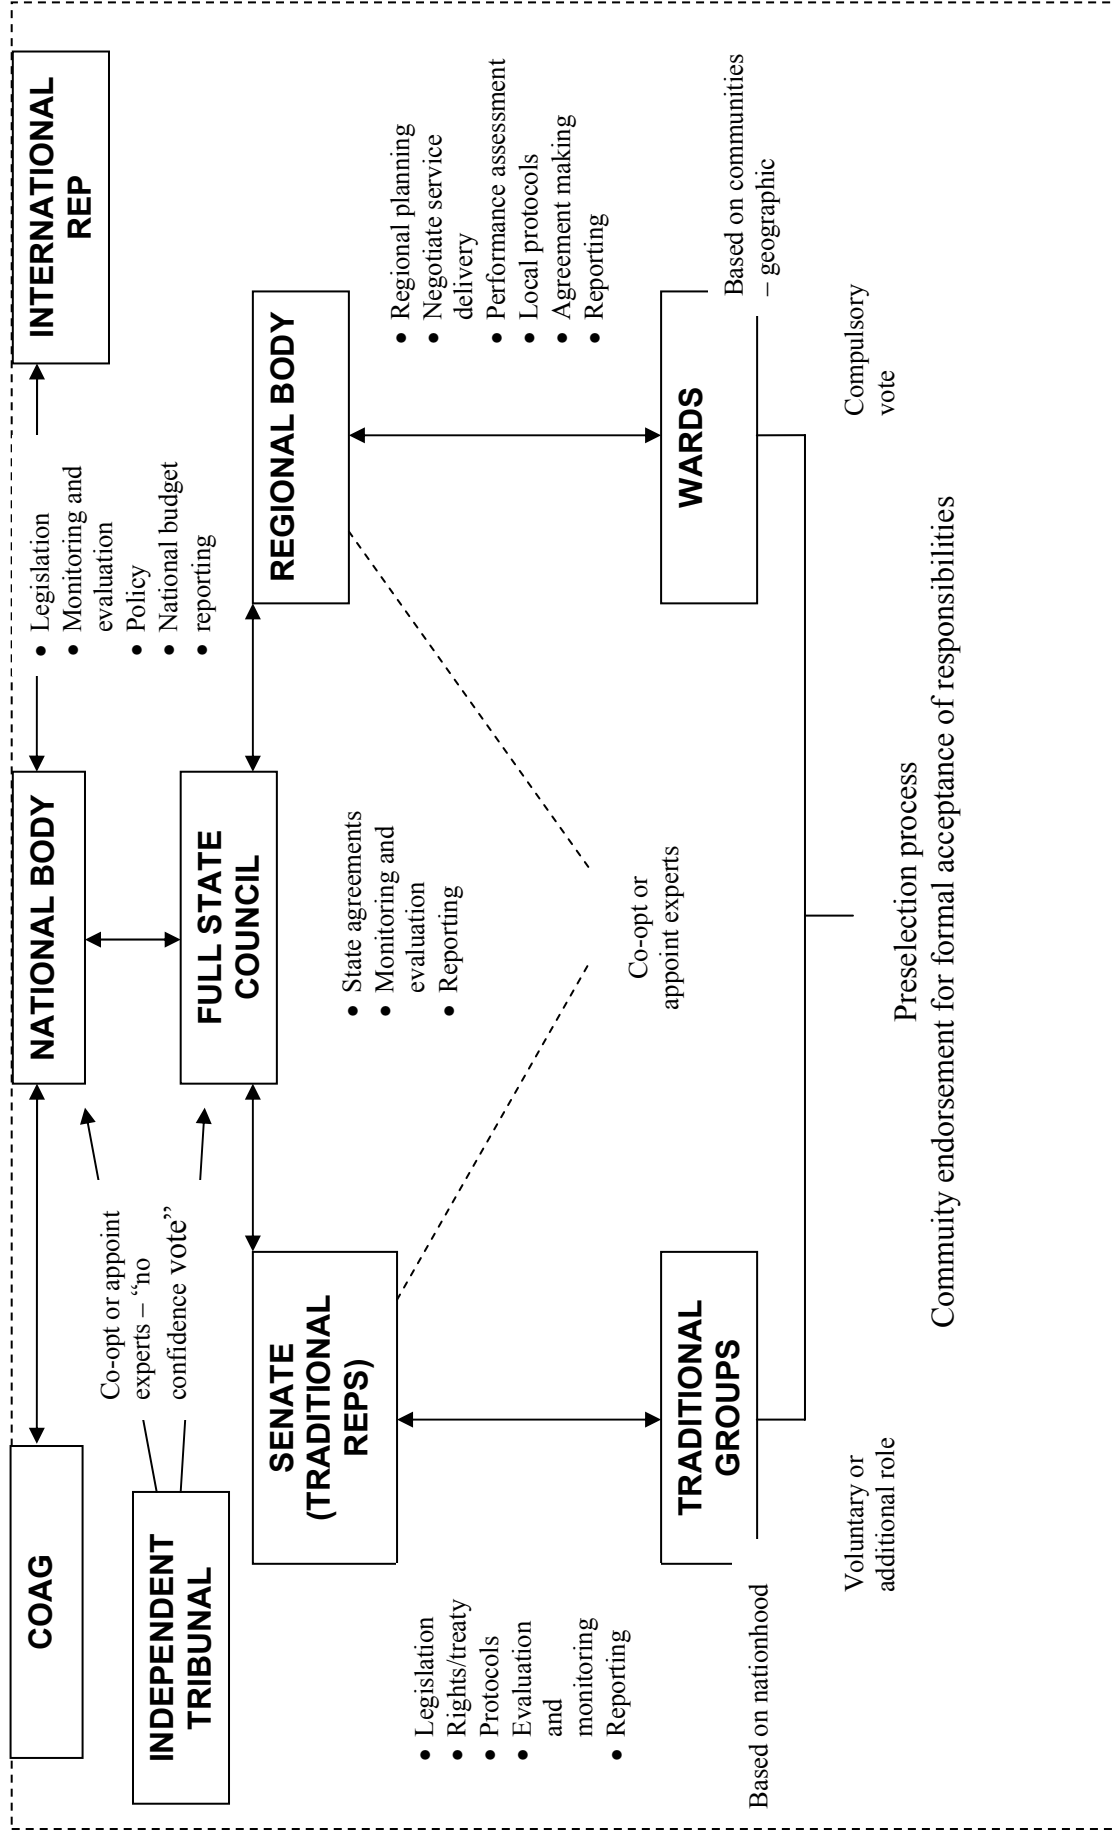 COAG
NATIONAL BODY
INTERNATIONAL
REP
• Legislation
• Monitoring and
evaluation
• Policy
• National budget
• reporting
Co-opt or appoint
experts – “no
confidence vote”
INDEPENDENT
TRIBUNAL
FULL STATE
COUNCIL
SENATE
(TRADITIONAL
REPS)
REGIONAL BODY
• State agreements
• Monitoring and
evaluation
• Reporting
• Legislation
• Rights/treaty
• Protocols
• Evaluation
and
monitoring
• Reporting
• Regional planning
• Negotiate service
delivery
• Performance assessment
• Local protocols
• Agreement making
• Reporting
Co-opt or
appoint experts
TRADITIONAL
GROUPS
WARDS
Based on nationhood
Based on communities
– geographic
Voluntary or
additional role
Compulsory
vote
Preselection process
Commuity endorsement for formal acceptance of responsibilities